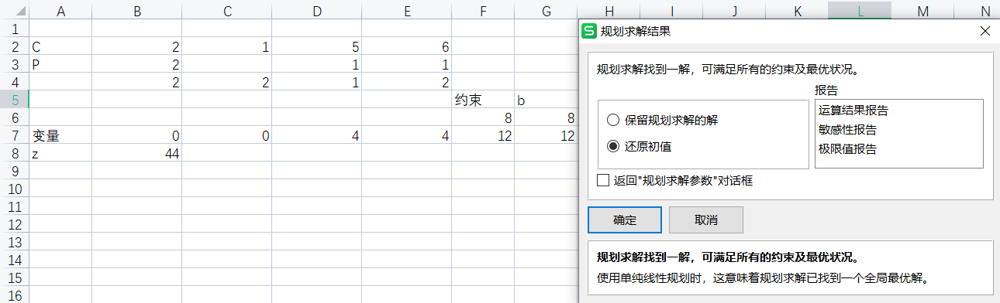 A B C D E F G H I J K L M N
1
2 C 2 1 5 6
3 P 2 1 1
4 2 2 1 2
5 约束 b
6 8 8
7 变量 0 0 4 4 12 12
8 z 44
9
10
11
12
13
14
15
16
S 规划求解结果
规划求解找到一解，可满足所有的约束及最优状况。
报告
保留规划求解的解
还原初值
运算结果报告
敏感性报告
极限值报告
返回"规划求解参数"对话框
确定 取消
规划求解找到一解，可满足所有的约束及最优状况。
使用单纯线性规划时，这意味着规划求解已找到一个全局最优解。